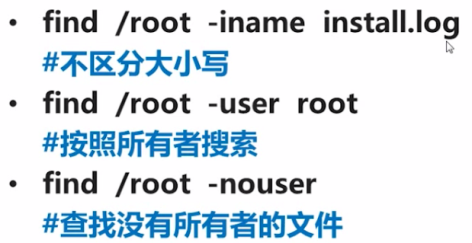 • find /root -iname install.log
#不区分大小写
• find /root -user root
#按照所有者搜索
• find /root -nouser
#查找没有所有者的文件